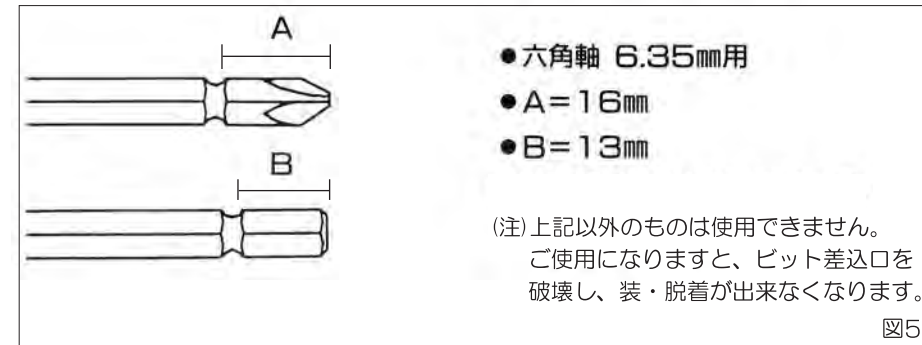 A
B
●六角軸 6.35㎜用
●A=16㎜
●B=13㎜
(注)上記以外のものは使用できません。
ご使用になりますと、ビット差込口を
破壊し、装・脱着が出来なくなります。
図5